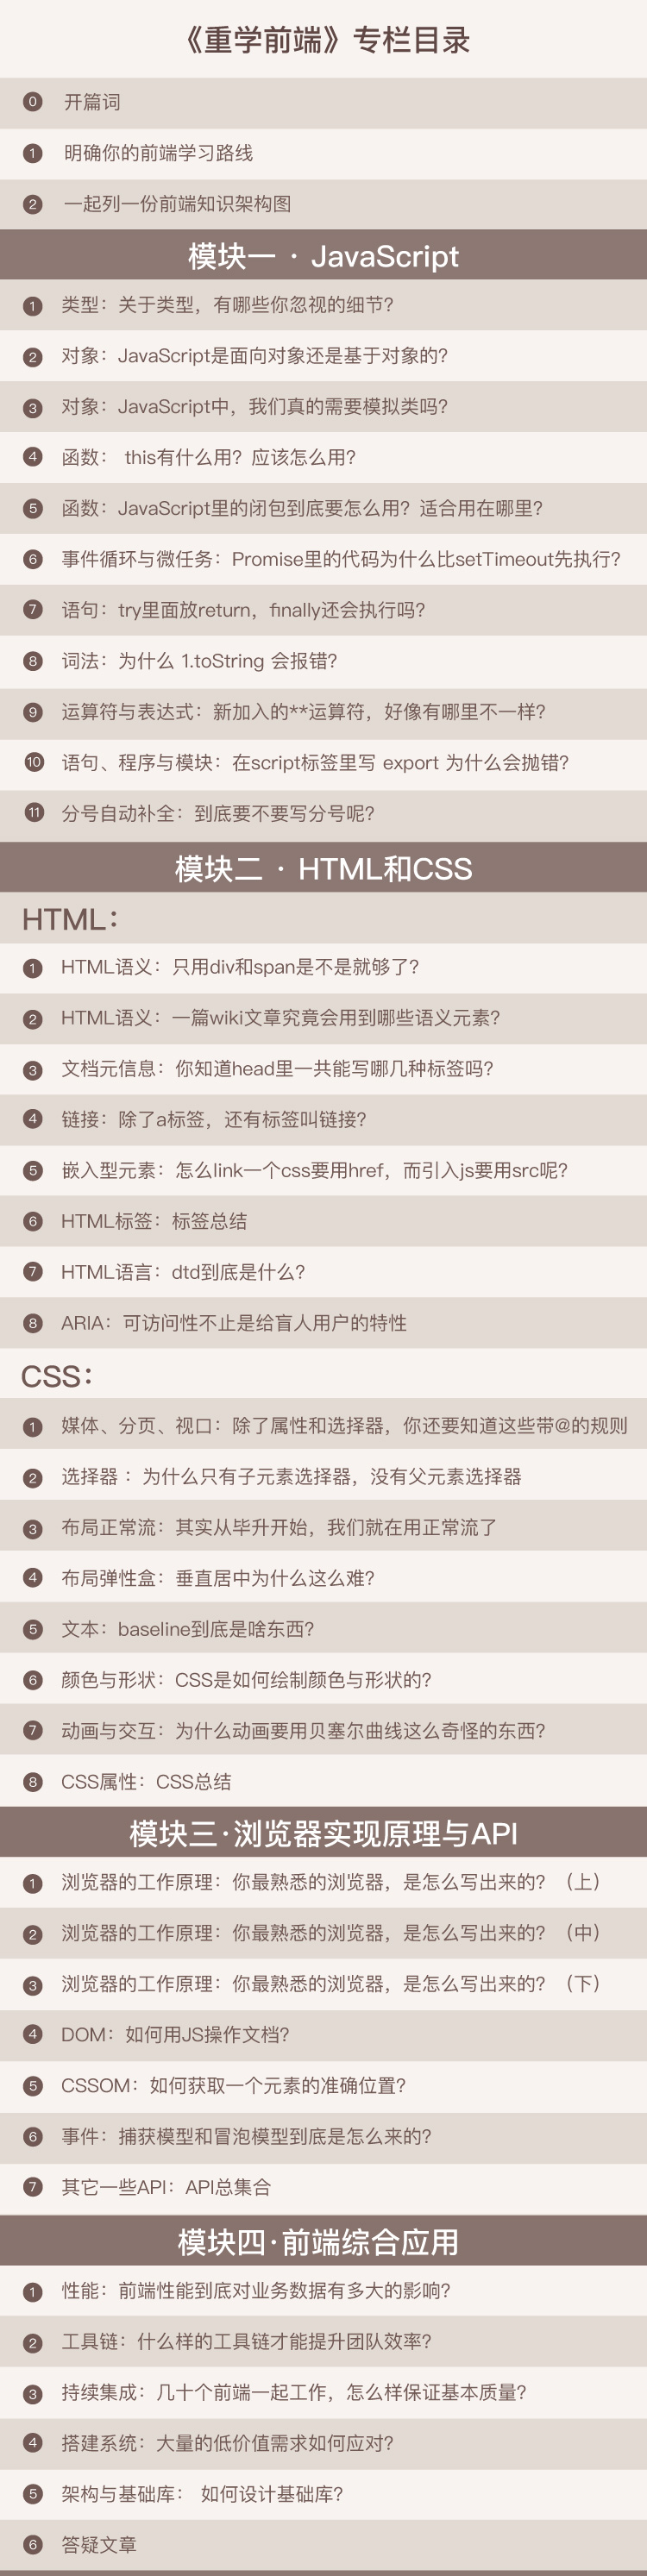 《重学前端》专栏目录
0 开篇词
1 明确你的前端学习路线
2 一起列一份前端知识架构图
模块一 · JavaScript
1 类型：关于类型，有哪些你忽视的细节？
2 对象：JavaScript是面向对象还是基于对象的？
3 对象：JavaScript中，我们真的需要模拟类吗？
4 函数： this有什么用？应该怎么用？
5 函数：JavaScript里的闭包到底要怎么用？适合用在哪里？
6 事件循环与微任务：Promise里的代码为什么比setTimeout先执行？
7 语句：try里面放return，finally还会执行吗？
8 词法：为什么 1.toString 会报错？
9 运算符与表达式：新加入的**运算符，好像有哪里不一样？
10 语句、程序与模块：在script标签里写 export 为什么会抛错？
11 分号自动补全：到底要不要写分号呢？
模块二 · HTML和CSS
HTML：
1 HTML语义：只用div和span是不是就够了？
2 HTML语义：一篇wiki文章究竟会用到哪些语义元素？
3 文档元信息：你知道head里一共能写哪几种标签吗？
4 链接：除了a标签，还有标签叫链接？
5 嵌入型元素：怎么link一个css要用href，而引入js要用src呢？
6 HTML标签：标签总结
7 HTML语言：dtd到底是什么？
8 ARIA：可访问性不止是给盲人用户的特性
CSS：
1 媒体、分页、视口：除了属性和选择器，你还要知道这些带@的规则
2 选择器 ：为什么只有子元素选择器，没有父元素选择器
3 布局正常流：其实从毕升开始，我们就在用正常流了
4 布局弹性盒：垂直居中为什么这么难？
5 文本：baseline到底是啥东西？
6 颜色与形状：CSS是如何绘制颜色与形状的？
7 动画与交互：为什么动画要用贝塞尔曲线这么奇怪的东西？
8 CSS属性：CSS总结
模块三·浏览器实现原理与API
1 浏览器的工作原理：你最熟悉的浏览器，是怎么写出来的？（上）
2 浏览器的工作原理：你最熟悉的浏览器，是怎么写出来的？（中）
3 浏览器的工作原理：你最熟悉的浏览器，是怎么写出来的？（下）
4 DOM：如何用JS操作文档？
5 CSSOM：如何获取一个元素的准确位置？
6 事件：捕获模型和冒泡模型到底是怎么来的？
7 其它一些API：API总集合
模块四·前端综合应用
1 性能：前端性能到底对业务数据有多大的影响？
2 工具链：什么样的工具链才能提升团队效率？
3 持续集成：几十个前端一起工作，怎么样保证基本质量？
4 搭建系统：大量的低价值需求如何应对？
5 架构与基础库： 如何设计基础库？
6 答疑文章